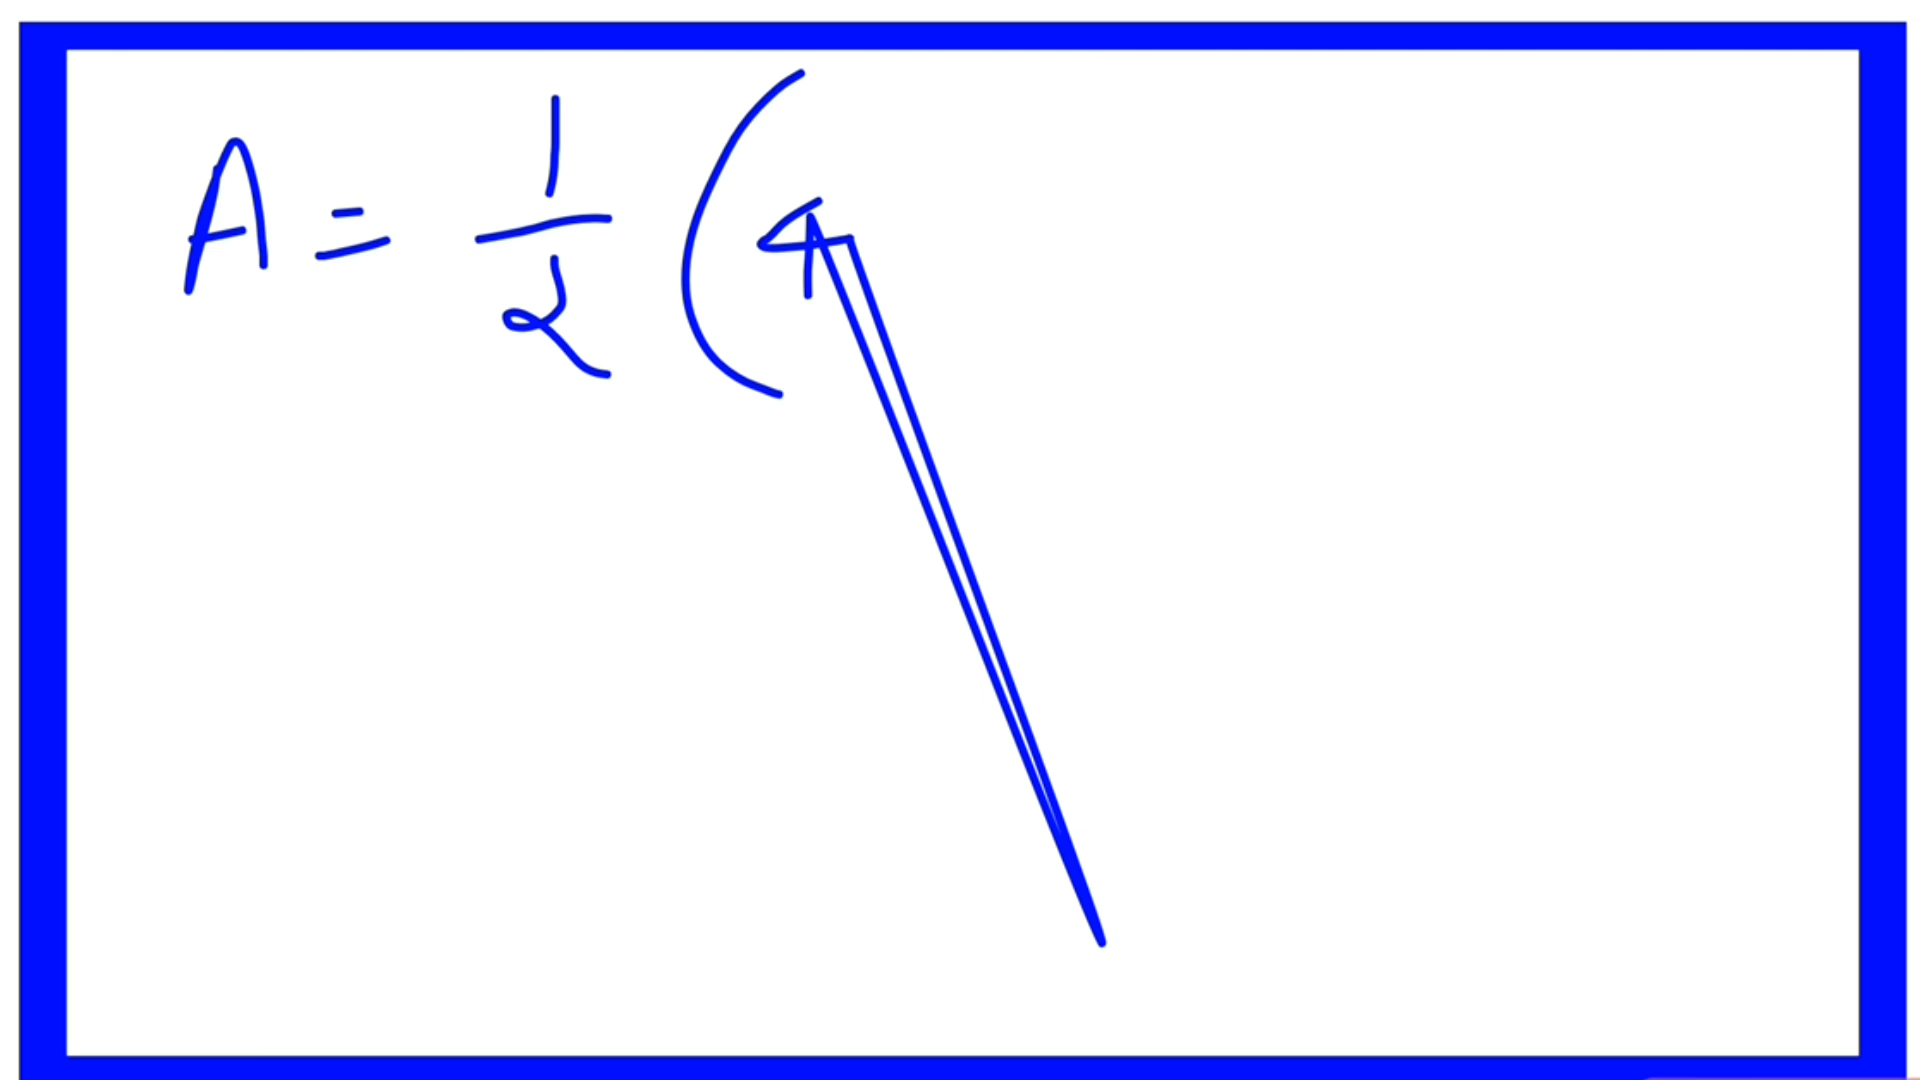 A = 1/2 (4